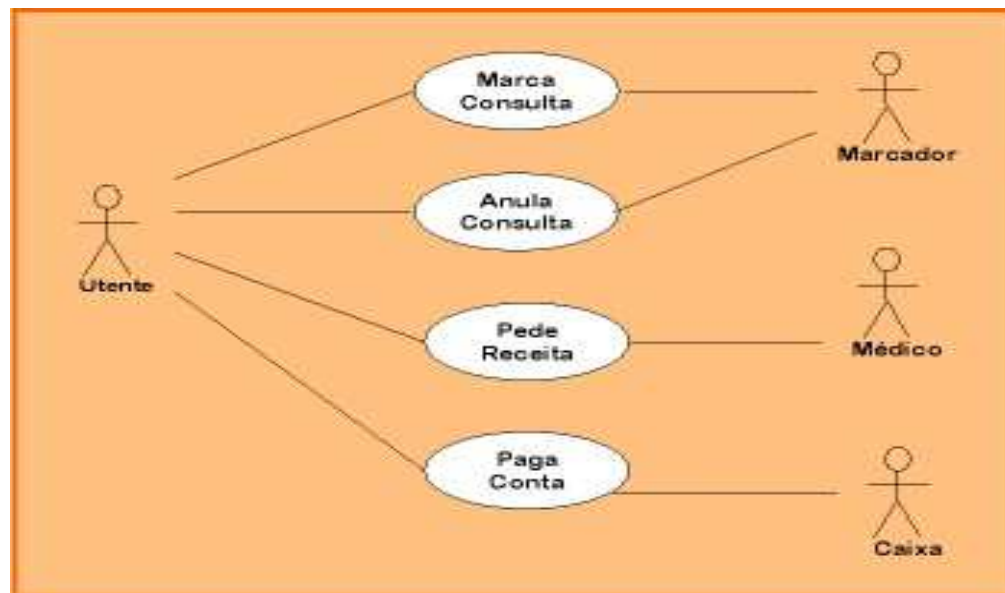 Marca
Consulta
Marcador
Anula
Consulta
Utente
Pede
Receita
Médico
Paga
Conta
Caixa